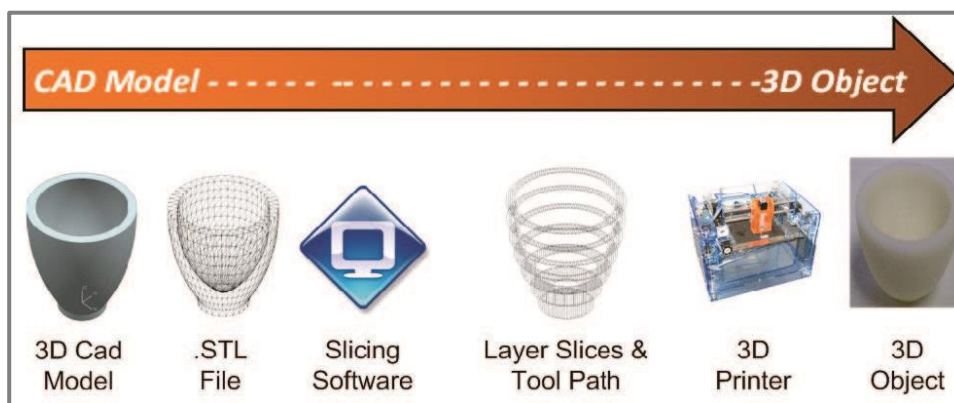 CAD Model - - - - - - -- - - - - - - - - - - - - - - - - - - - - - -3D Object
3D Cad Model
.STL File
Slicing Software
Layer Slices & Tool Path
3D Printer
3D Object